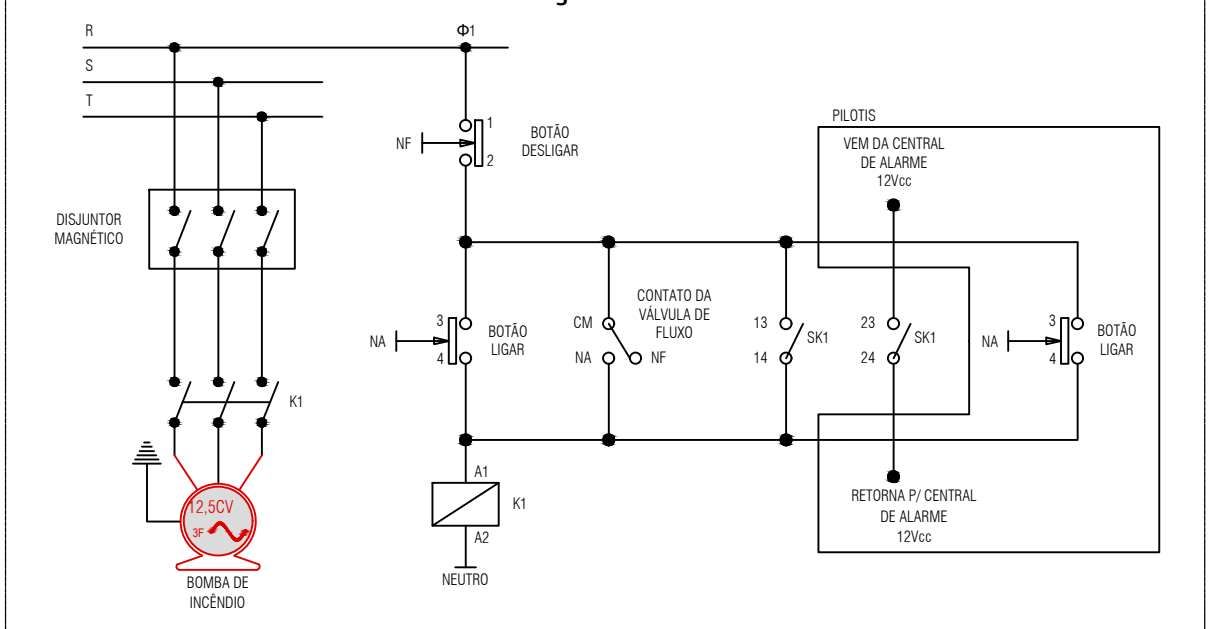 R
Φ1
S
T
DISJUNTOR
MAGNÉTICO
K1
12,5CV
3F
BOMBA DE
INCÊNDIO
NF
1
2
BOTÃO
DESLIGAR
NA
3
4
BOTÃO
LIGAR
CM
NA
NF
CONTATO DA
VÁLVULA DE
FLUXO
13
14
SK1
PILOTIS
VEM DA CENTRAL
DE ALARME
12Vcc
23
24
SK1
NA
3
4
BOTÃO
LIGAR
RETORNA P/ CENTRAL
DE ALARME
12Vcc
A1
K1
A2
NEUTRO